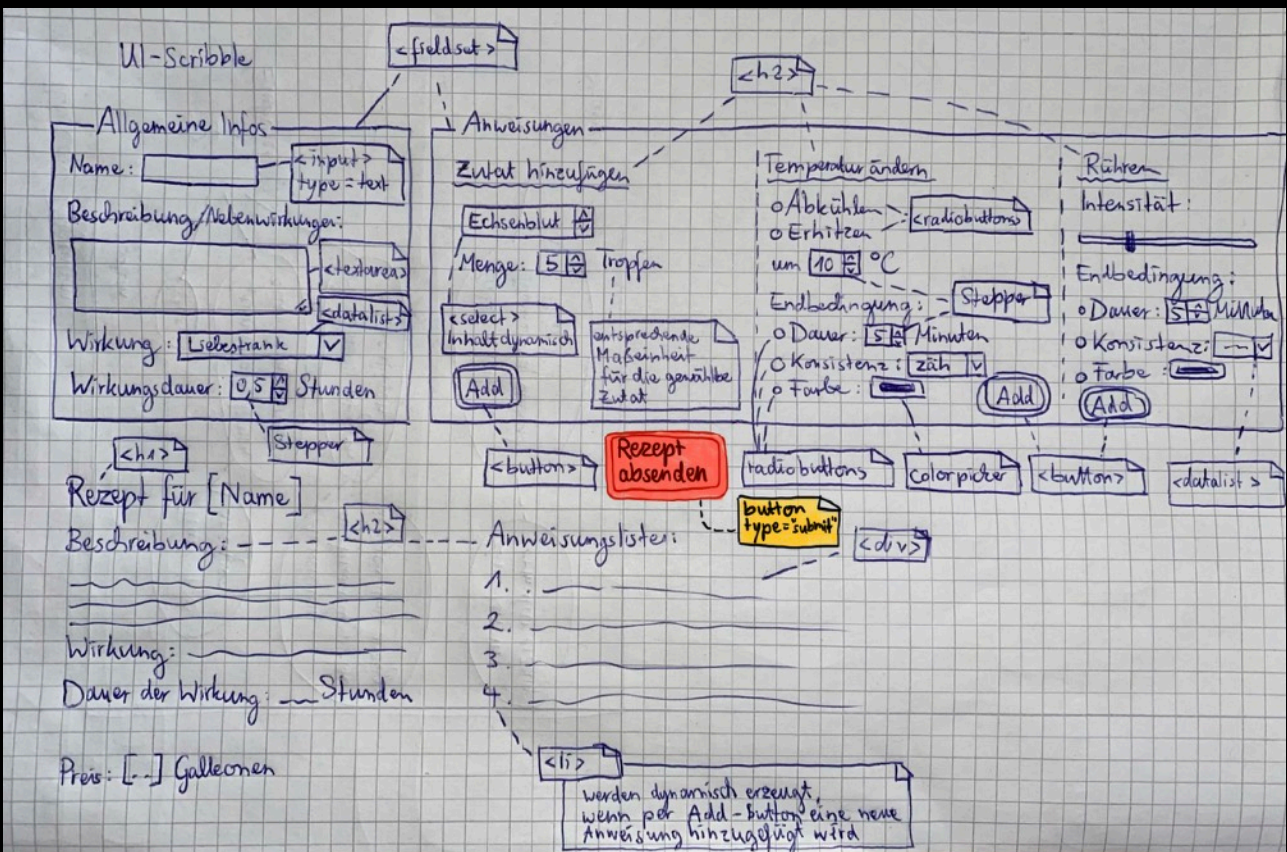 UI-Scribble
<fieldset>
<h2>
Allgemeine Infos
Name:
<input>
type=text
Beschreibung/Nebenwirkungen:
<textarea>
<datalist>
Wirkung: Liebestrank
Wirkungsdauer: 0,5 Stunden
Stepper
Anweisungen
Zutat hinzufügen
Echsenblut
Menge: 5 Tropfen
<select>
Inhalt dynamisch
entsprechende
Maßeinheit
für die gewählte
Zutat
Add
<button>
Temperatur ändern
Abkühlen
Erhitzen
<radiobuttons>
um 10 °C
Stepper
Endbedingung:
Dauer: 5 Minuten
Konsistenz: zäh
Farbe:
Add
radiobuttons
colorpicker
<button>
Rühren
Intensität:
Endbedingung:
Dauer: 5 Minuten
Konsistenz: ---
Farbe:
Add
<datalist>
Rezept
absenden
button
type="submit"
<h1>
Rezept für [Name]
<h2>
Beschreibung:
Wirkung:
Dauer der Wirkung: __ Stunden
Preis: [--] Galleonen
Anweisungsliste:
<div>
1.
2.
3.
4.
<li>
werden dynamisch erzeugt,
wenn per Add-Button eine neue
Anweisung hinzugefügt wird